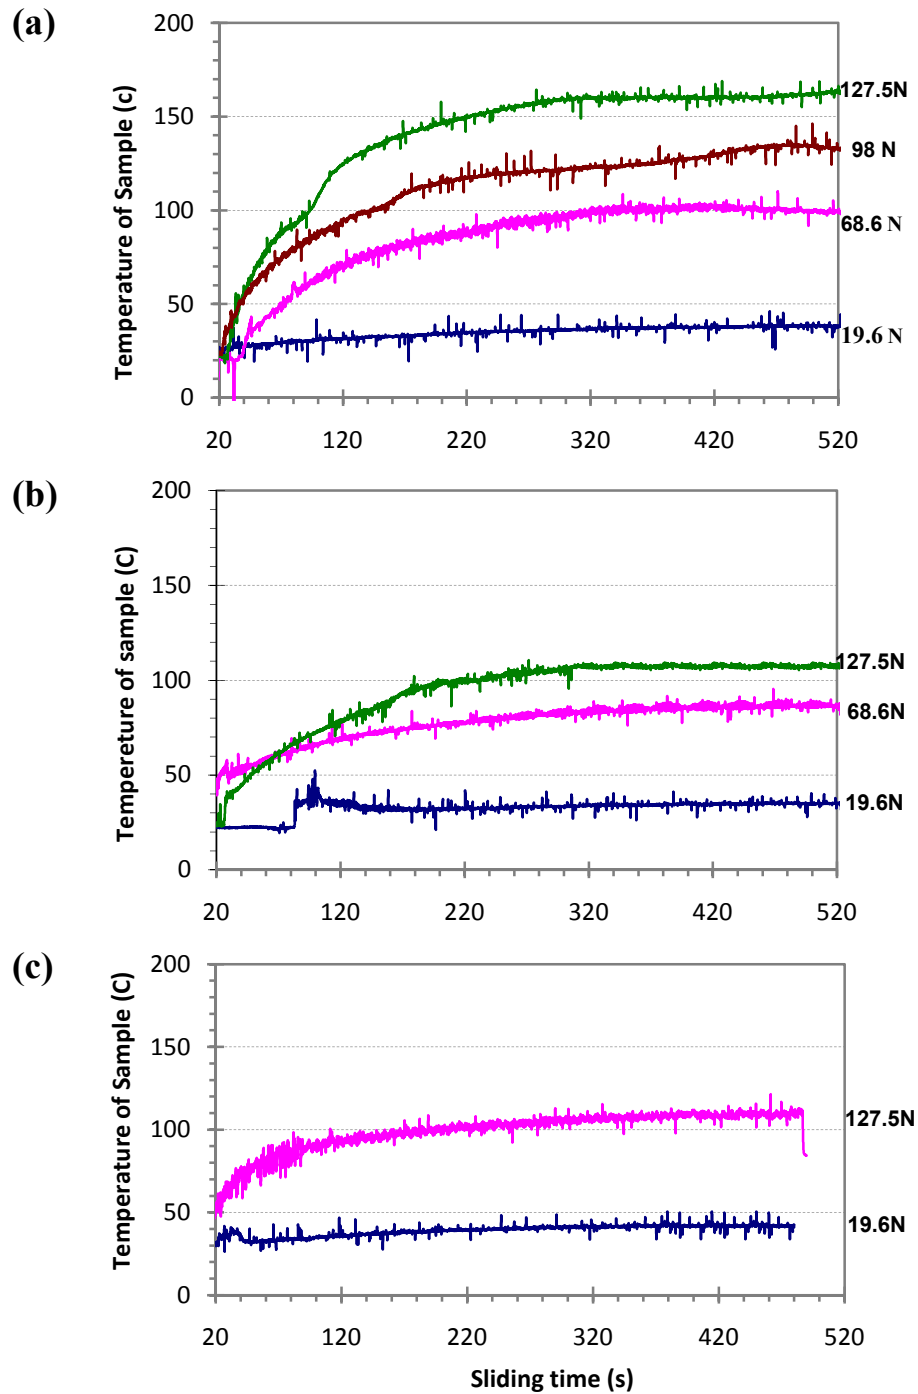 (a)
Temperature of Sample (c)
200
150
100
50
0
20 120 220 320 420 520
127.5N
98 N
68.6 N
19.6 N
(b)
Tempereture of sample (C)
200
150
100
50
0
20 120 220 320 420 520
127.5N
68.6N
19.6N
(c)
Temperature of Sample (C)
200
150
100
50
0
20 120 220 320 420 520
127.5N
19.6N
Sliding time (s)